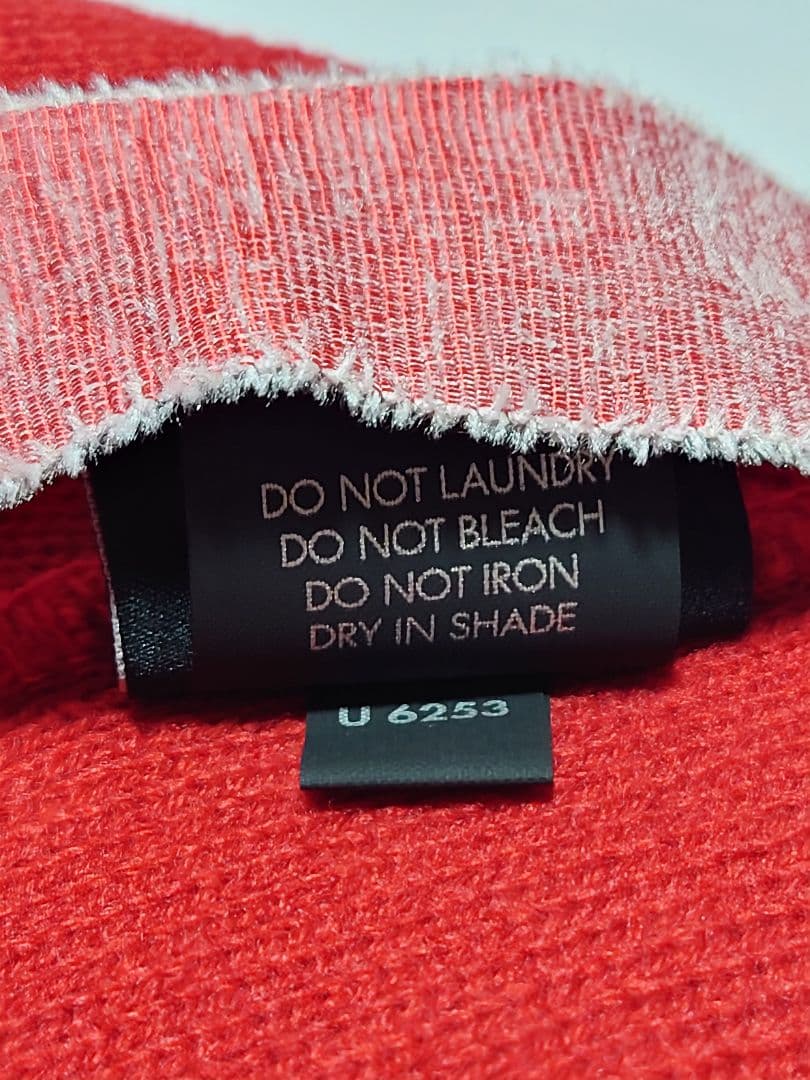 DO NOT LAUNDRY
DO NOT BLEACH
DO NOT IRON
DRY IN SHADE
U 6253